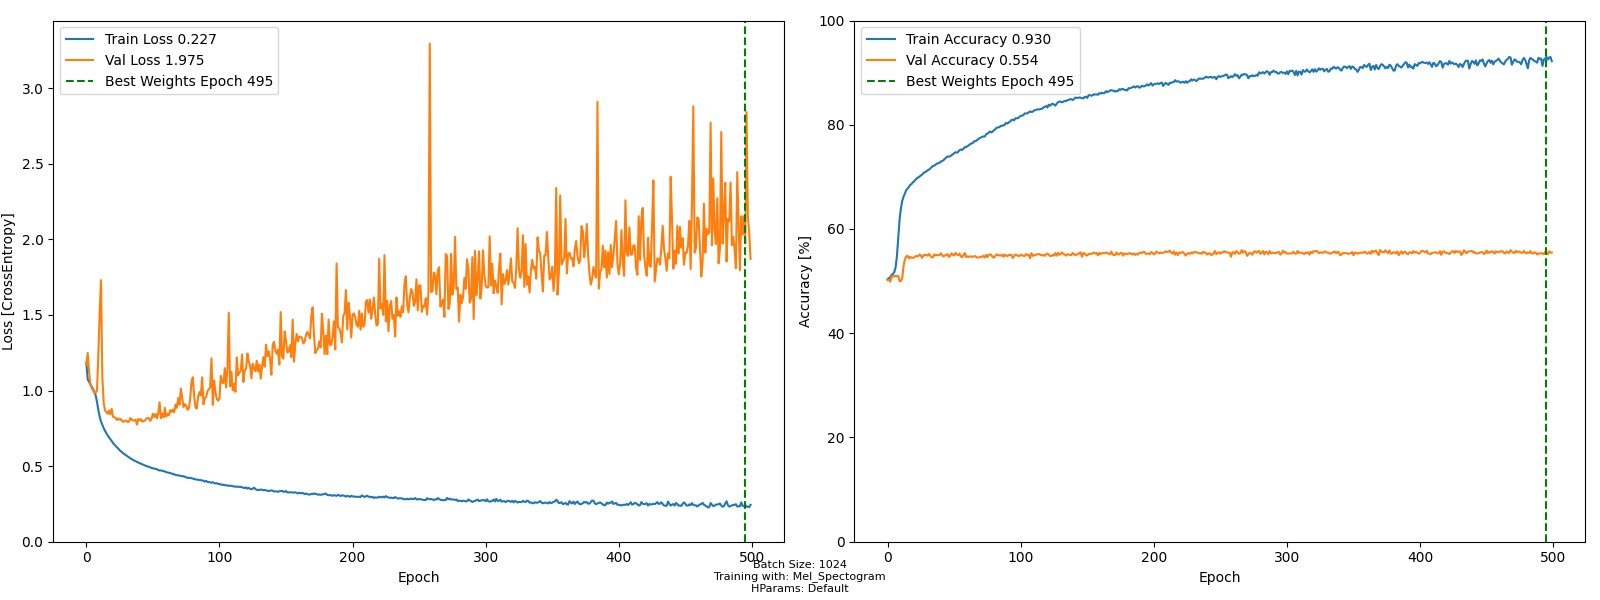 Train Loss 0.227
Val Loss 1.975
Best Weights Epoch 495
Loss [CrossEntropy]
3.0
2.5
2.0
1.5
1.0
0.5
0.0
0 100 200 300 400 500
Epoch
Train Accuracy 0.930
Val Accuracy 0.554
Best Weights Epoch 495
Accuracy [%]
100
80
60
40
20
0
0 100 200 300 400 500
Epoch
Batch Size: 1024
Training with: Mel_Spectogram
HParams: Default